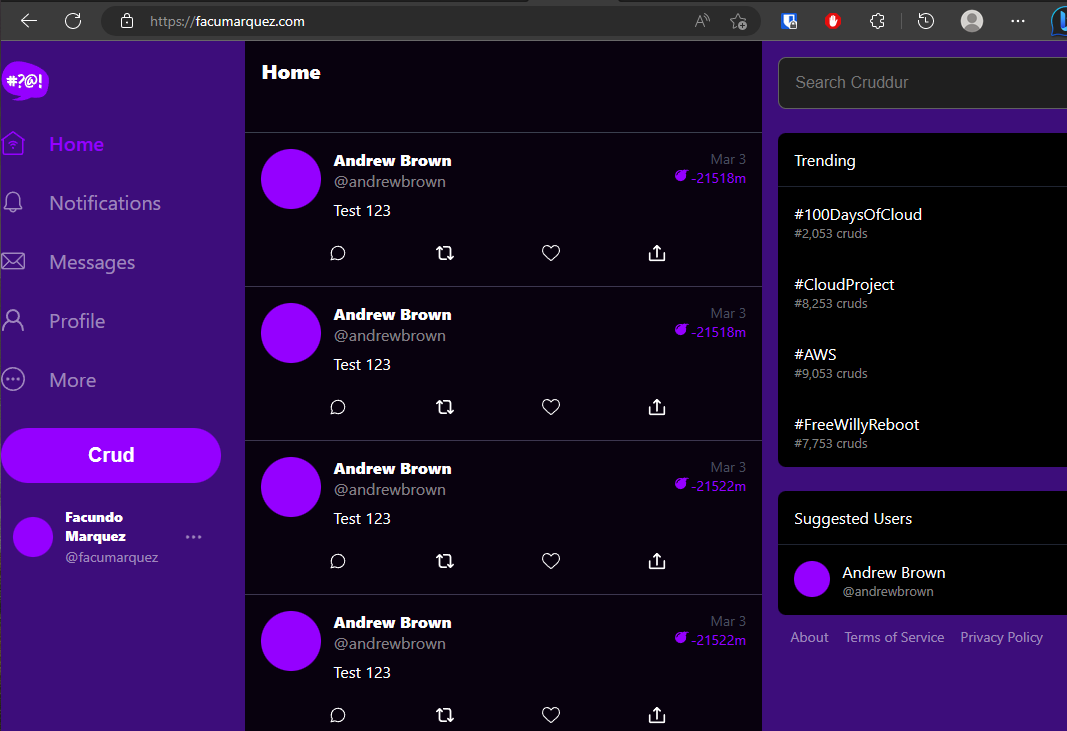 https://facumarquez.com
#?@!
Home
Notifications
Messages
Profile
More
Crud
Facundo
Marquez
@facumarquez
Home
Andrew Brown
Mar 3
@andrewbrown
-21518m
Test 123
Andrew Brown
Mar 3
@andrewbrown
-21518m
Test 123
Andrew Brown
Mar 3
@andrewbrown
-21522m
Test 123
Andrew Brown
Mar 3
@andrewbrown
-21522m
Test 123
Search Cruddur
Trending
#100DaysOfCloud
#2,053 cruds
#CloudProject
#8,253 cruds
#AWS
#9,053 cruds
#FreeWillyReboot
#7,753 cruds
Suggested Users
Andrew Brown
@andrewbrown
About Terms of Service Privacy Policy